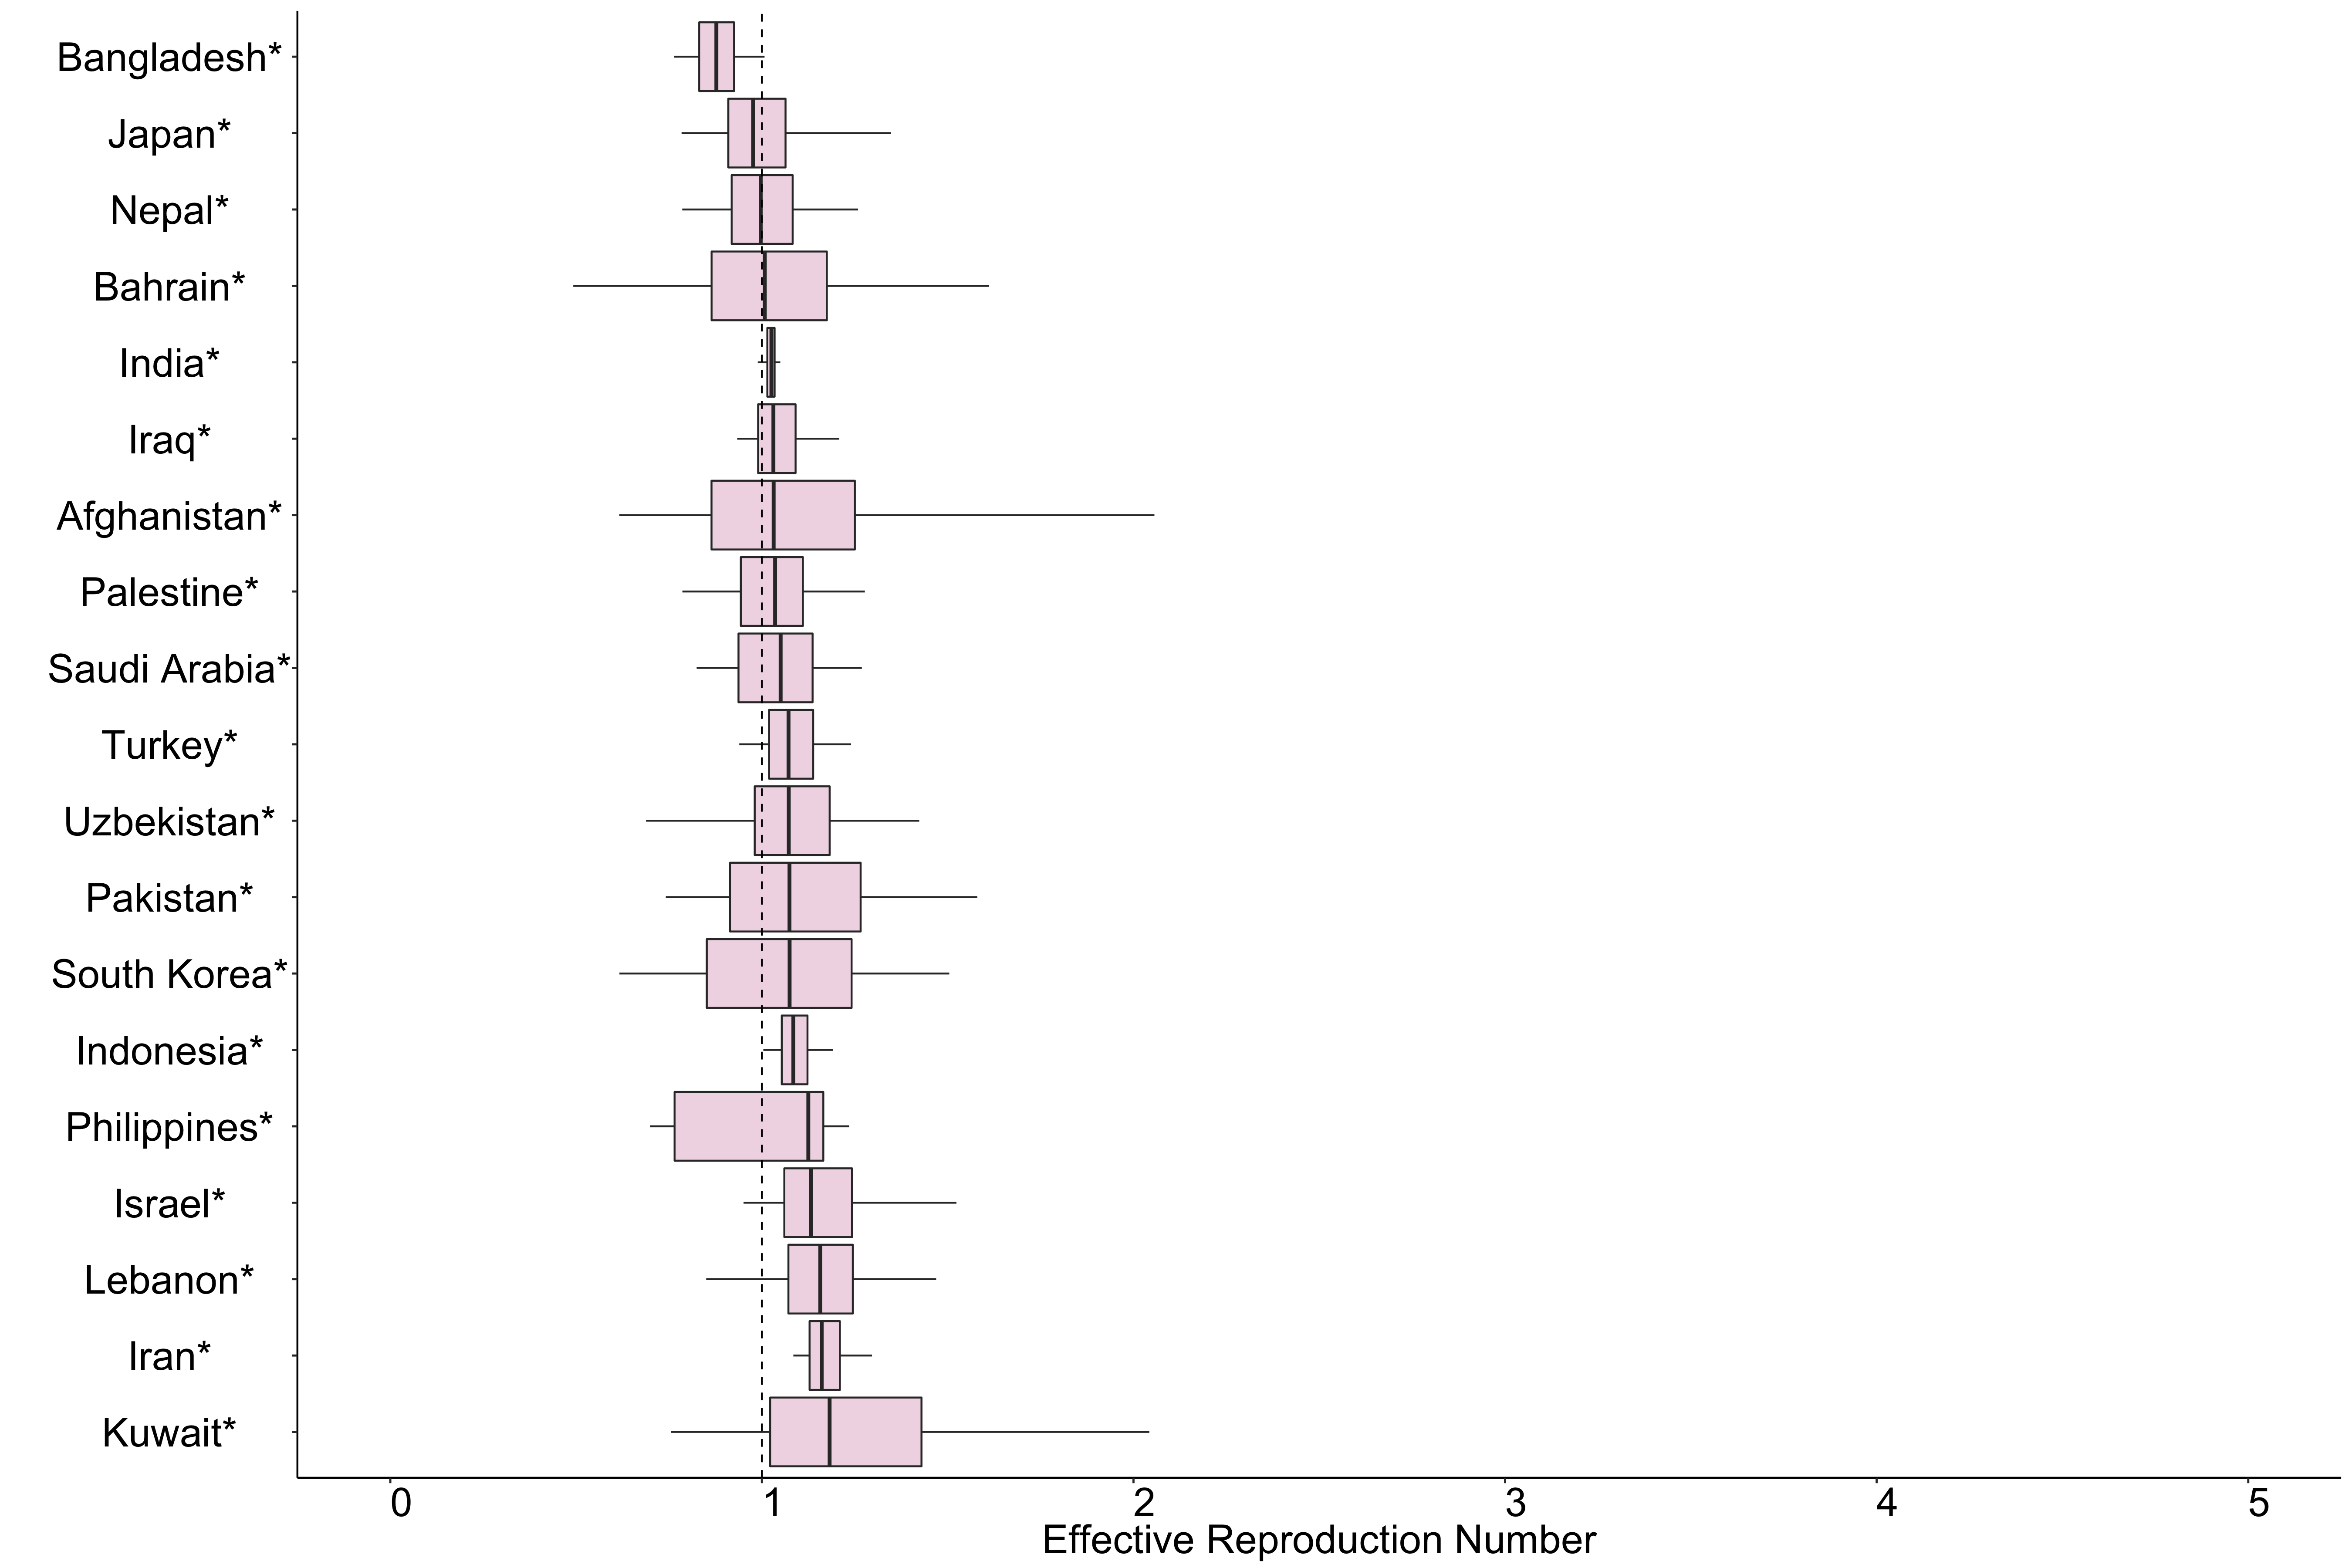 Bangladesh*
Japan*
Nepal*
Bahrain*
India*
Iraq*
Afghanistan*
Palestine*
Saudi Arabia*
Turkey*
Uzbekistan*
Pakistan*
South Korea*
Indonesia*
Philippines*
Israel*
Lebanon*
Iran*
Kuwait*
0 1 2 3 4 5
Effective Reproduction Number